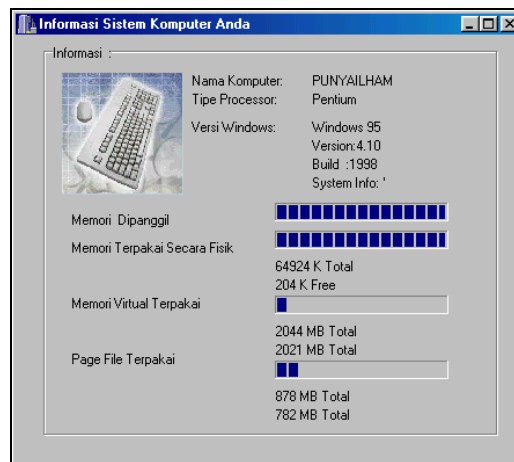 Informasi Sistem Komputer Anda
Informasi :
Nama Komputer: PUNYAILHAM
Tipe Processor: Pentium
Versi Windows: Windows 95
Version:4.10
Build :1998
System Info: '
Memori Dipanggil
Memori Terpakai Secara Fisik
64924 K Total
204 K Free
Memori Virtual Terpakai
2044 MB Total
2021 MB Total
Page File Terpakai
878 MB Total
782 MB Total